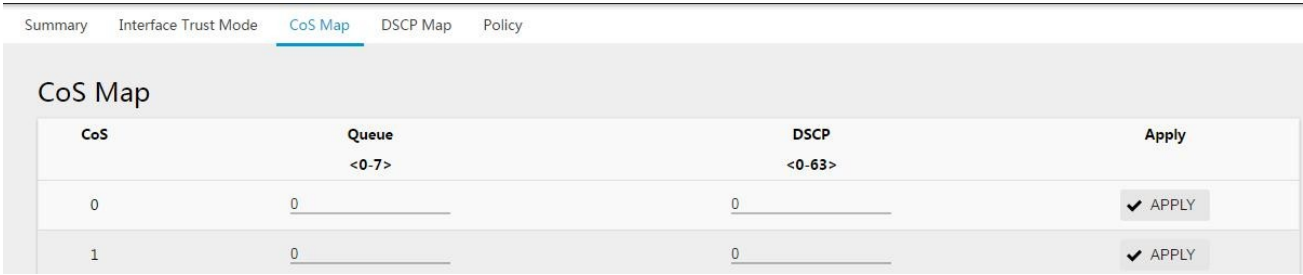 Summary Interface Trust Mode CoS Map DSCP Map Policy
CoS Map
CoS Queue DSCP Apply
<0-7> <0-63>
0 0 0 APPLY
1 0 0 APPLY